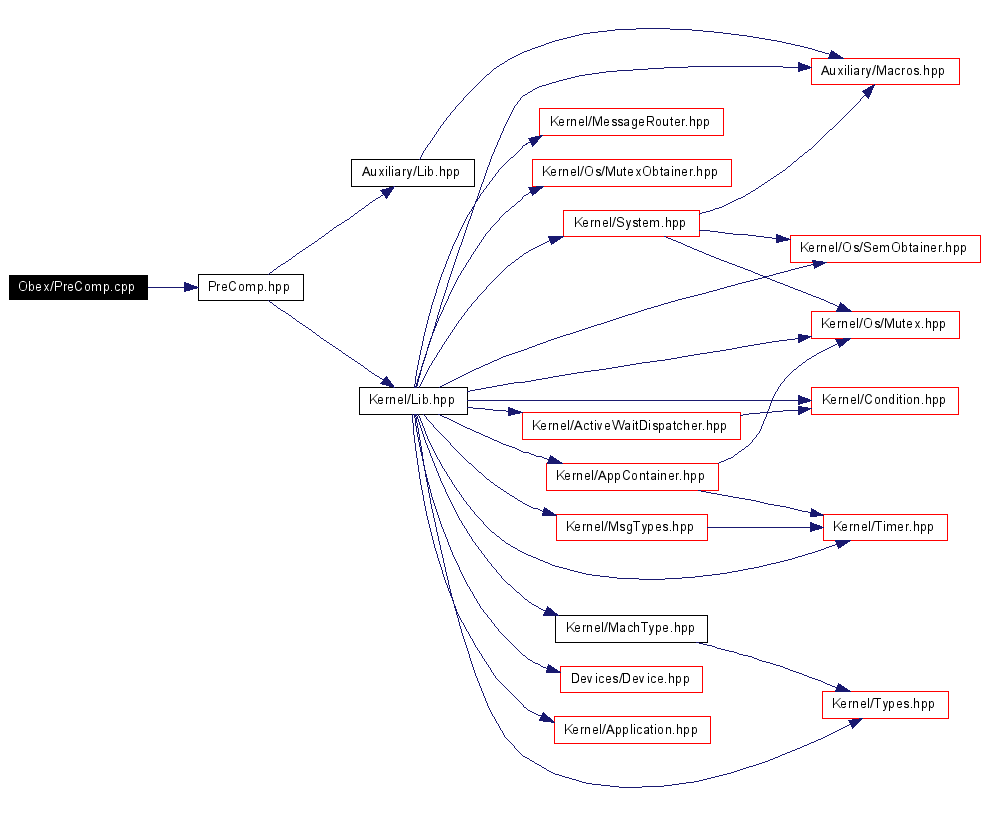 Auxiliary/Macros.hpp
Kernel/MessageRouter.hpp
Auxiliary/Lib.hpp
Kernel/Os/MutexObtainer.hpp
Kernel/System.hpp
Kernel/Os/SemObtainer.hpp
Obex/PreComp.cpp
PreComp.hpp
Kernel/Os/Mutex.hpp
Kernel/Lib.hpp
Kernel/Condition.hpp
Kernel/ActiveWaitDispatcher.hpp
Kernel/AppContainer.hpp
Kernel/MsgTypes.hpp
Kernel/Timer.hpp
Kernel/MachType.hpp
Devices/Device.hpp
Kernel/Types.hpp
Kernel/Application.hpp